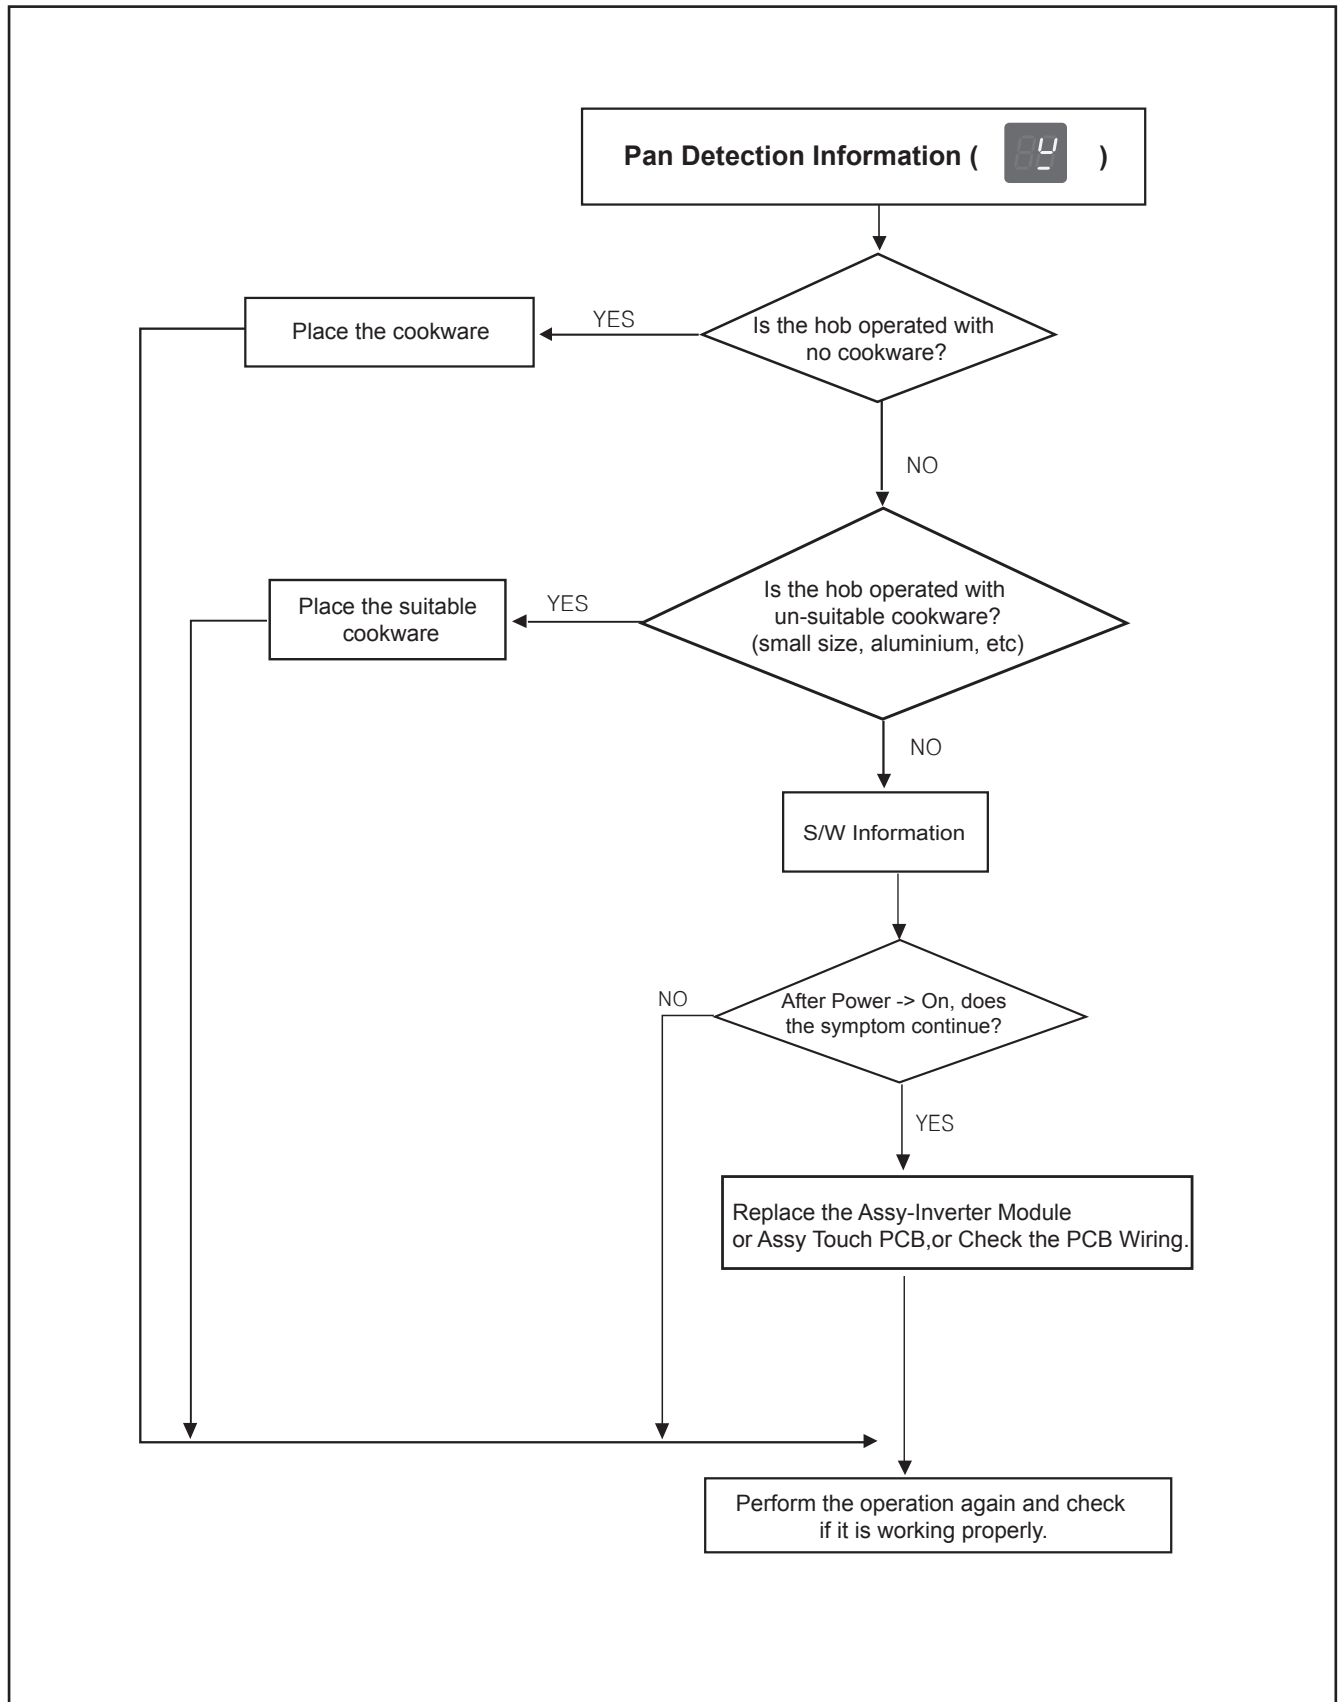 Pan Detection Information ( )
Is the hob operated with
no cookware?
YES
Place the cookware
NO
Is the hob operated with
un-suitable cookware?
(small size, aluminium, etc)
YES
Place the suitable
cookware
NO
S/W Information
After Power -> On, does
the symptom continue?
NO
YES
Replace the Assy-Inverter Module
or Assy Touch PCB,or Check the PCB Wiring.
Perform the operation again and check
if it is working properly.